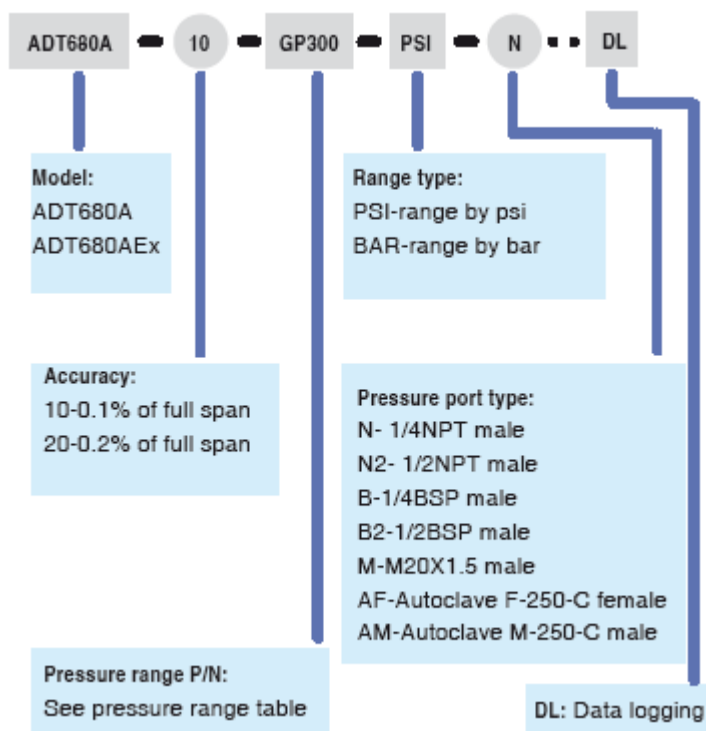 ADT680A 10 GP300 PSI N DL
Model:
ADT680A
ADT680AEx
Range type:
PSI-range by psi
BAR-range by bar
Accuracy:
10-0.1% of full span
20-0.2% of full span
Pressure port type:
N- 1/4NPT male
N2- 1/2NPT male
B-1/4BSP male
B2-1/2BSP male
M-M20X1.5 male
AF-Autoclave F-250-C female
AM-Autoclave M-250-C male
Pressure range P/N:
See pressure range table
DL: Data logging